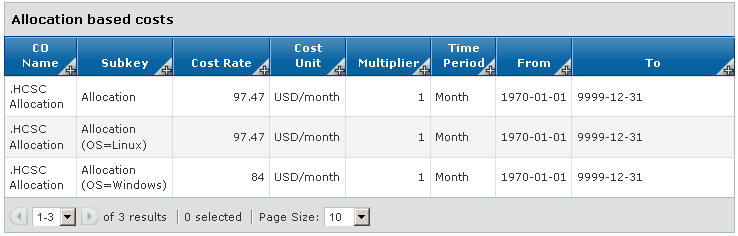 Allocation based costs
CO Name Subkey Cost Rate Cost Unit Multiplier Time Period From To
.HCSC Allocation Allocation 97.47 USD/month 1 Month 1970-01-01 9999-12-31
.HCSC Allocation Allocation (OS=Linux) 97.47 USD/month 1 Month 1970-01-01 9999-12-31
.HCSC Allocation Allocation (OS=Windows) 84 USD/month 1 Month 1970-01-01 9999-12-31
1-3 of 3 results | 0 selected | Page Size: 10